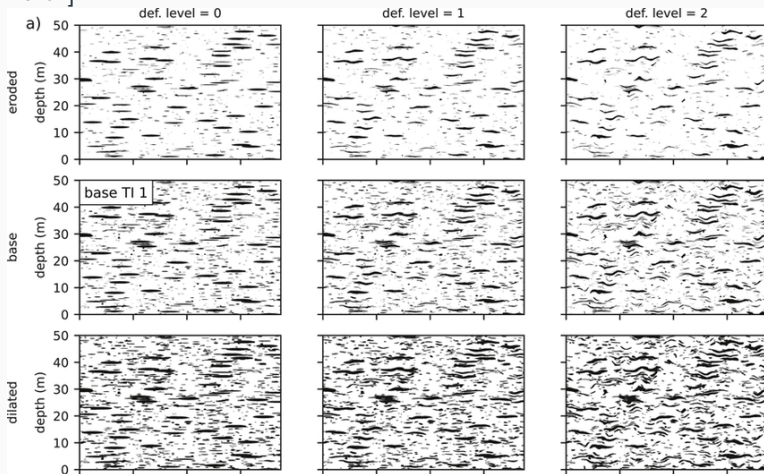 def. level = 0 def. level = 1 def. level = 2
a)
50
40
30
20
10
0
eroded
depth (m)
base TI 1
50
40
30
20
10
0
base
depth (m)
50
40
30
20
10
0
dilated
depth (m)